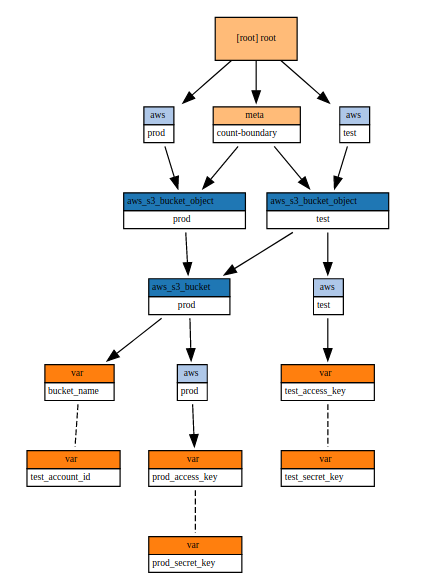 [root] root
aws
prod
meta
count-boundary
aws
test
aws_s3_bucket_object
prod
aws_s3_bucket_object
test
aws_s3_bucket
prod
aws
test
var
bucket_name
aws
prod
var
test_access_key
var
test_account_id
var
prod_access_key
var
test_secret_key
var
prod_secret_key